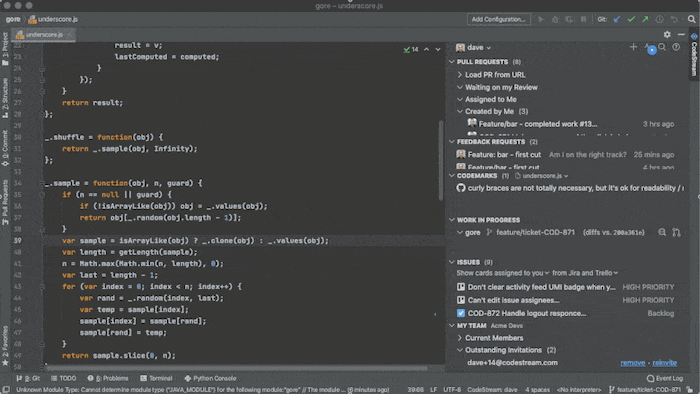 gore – underscore.js
gore
underscore.js
Add Configuration...
Git:
underscore.js
22 result = v;
23 lastComputed = computed;
24 }
25 });
26 }
27 return result;
28 };
29
30 _.shuffle = function(obj) {
31 return _.sample(obj, Infinity);
32 };
33
34 _.sample = function(obj, n, guard) {
35 if (n == null || guard) {
36 if (!isArrayLike(obj)) obj = _.values(obj);
37 return obj[_.random(obj.length - 1)];
38 }
39 var sample = isArrayLike(obj) ? _.clone(obj) : _.values(obj);
40 var length = getLength(sample);
41 n = Math.max(Math.min(n, length), 0);
42 var last = length - 1;
43 for (var index = 0; index < n; index++) {
44 var rand = _.random(index, last);
45 var temp = sample[index];
46 sample[index] = sample[rand];
47 sample[rand] = temp;
48 }
49 return sample.slice(0, n);
50
14
1: Project
7: Structure
Commit
Pull Requests
2: Favorites
CodeStream
dave
PULL REQUESTS (8)
Load PR from URL
Waiting on my Review
Assigned to Me
Created by Me (3)
Feature/bar – completed work #13... 3 hrs ago
FEEDBACK REQUESTS (2)
Feature: bar – first cut Am I on the right track? 25 mins ago
Feature/bar – first cut 4 hrs ago
CODEMARKS (1) underscore.js
curly braces are not totally necessary, but it's ok for readability /
WORK IN PROGRESS
gore feature/ticket-COD-871 (diffs vs. 200a361e)
ISSUES (9)
Show cards assigned to you from Jira and Trello
Don't clear activity feed UMI badge when y... HIGH PRIORITY
Can't edit issue assignees... HIGH PRIORITY
COD-872 Handle logout responce... Backlog
MY TEAM Acme Devs
Current Members
Outstanding Invitations (2)
dave+14@codestream.com remove · reinvite
9: Git
TODO
6: Problems
Terminal
Python Console
Event Log
Unknown Module Type: Cannot determine module type ("JAVA_MODULE") for the following module:"gore" // The module ... (6 minutes ago)
39:66 LF UTF-8 CodeStream: dave 4 spaces <No interpreter> feature/ticket-COD-871